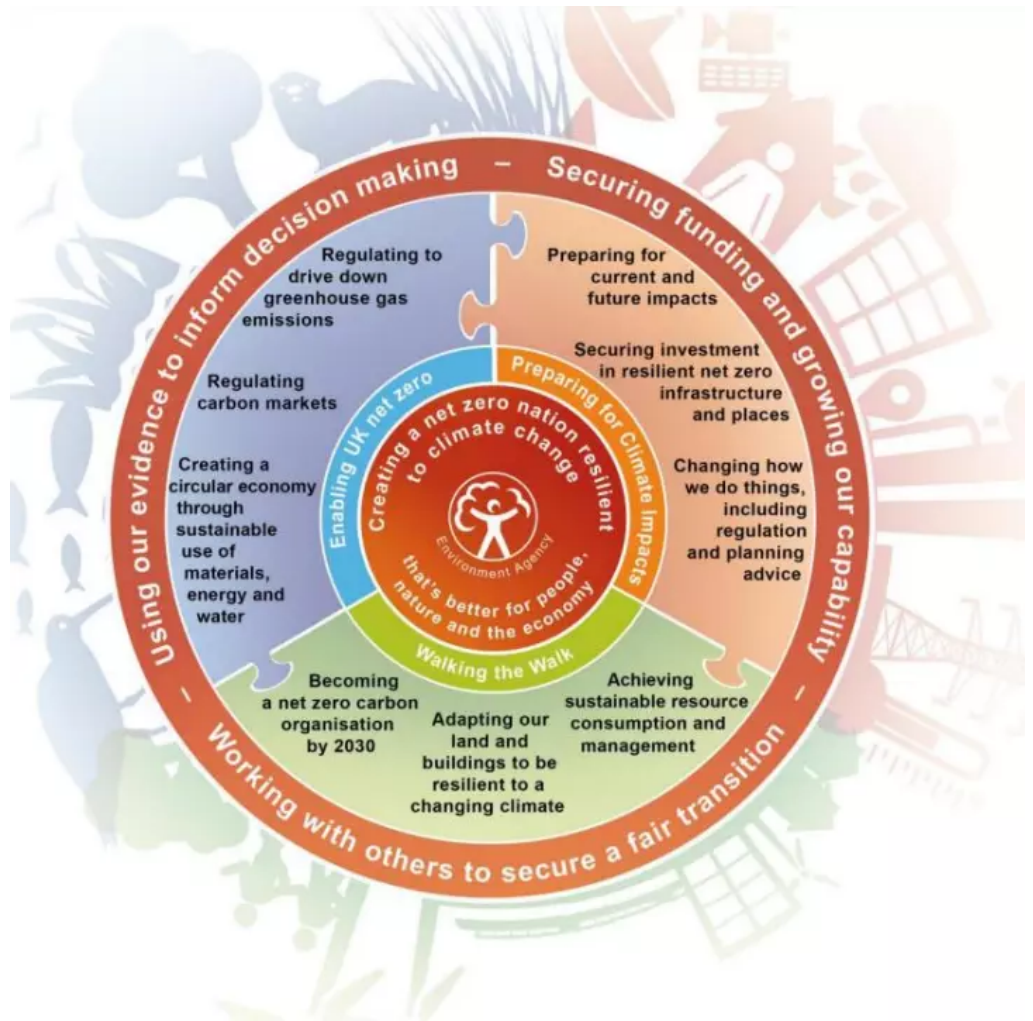 Using our evidence to inform decision making – Securing funding and growing our capability – Working with others to secure a fair transition –
Regulating to
drive down
greenhouse gas
emissions
Regulating
carbon markets
Creating a
circular economy
through
sustainable
use of
materials,
energy and
water
Preparing for
current and
future impacts
Securing investment
in resilient net zero
infrastructure
and places
Changing how
we do things,
including
regulation
and planning
advice
Enabling UK net zero
Preparing for Climate Impacts
Walking the Walk
Creating a net zero nation resilient
to climate change
Environment Agency
that's better for people,
nature and the economy
Becoming
a net zero carbon
organisation
by 2030
Adapting our
land and
buildings to be
resilient to a
changing climate
Achieving
sustainable resource
consumption and
management